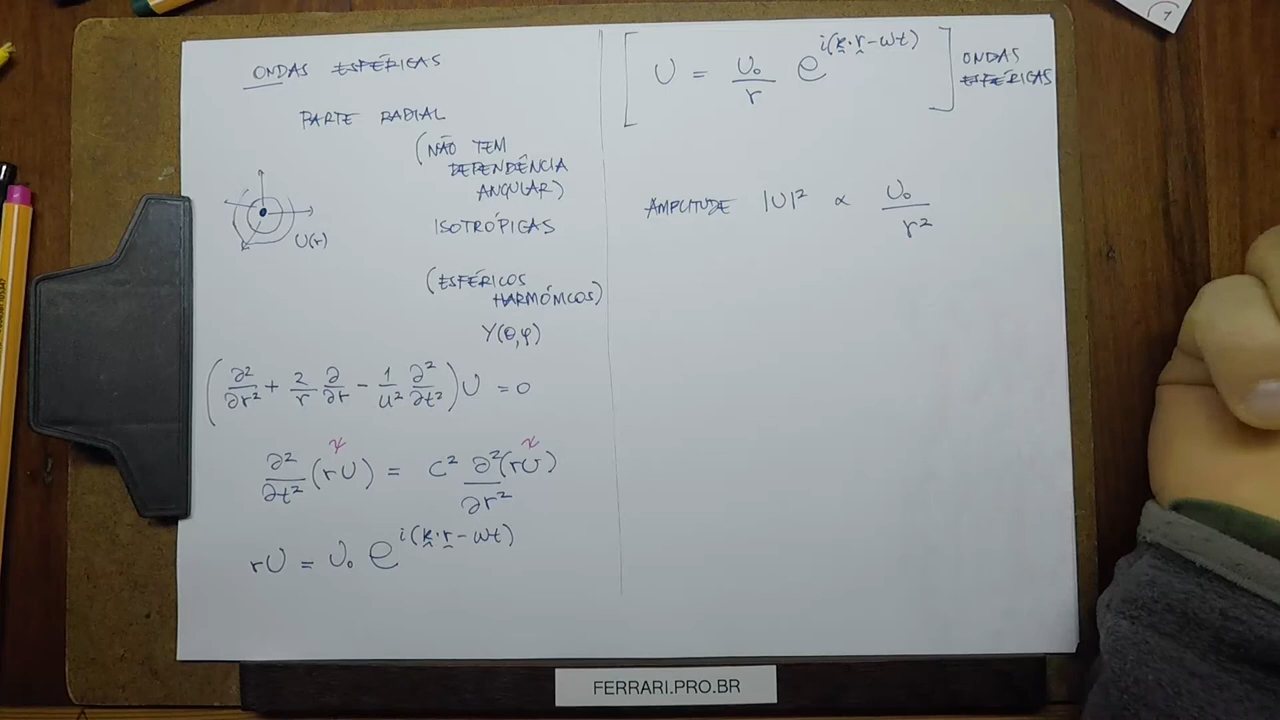 ONDAS ESFÉRICAS
PARTE RADIAL
(NÃO TEM
DEPENDÊNCIA
ANGULAR)
U(r)
ISOTRÓPICAS
(ESFÉRICOS
HARMÔNICOS)
Y(θ,φ)
(∂²/∂r² + 2/r ∂/∂r − 1/u² ∂²/∂t²) U = 0
ψ ψ
∂²/∂t² (rU) = c² ∂²(rU)/∂r²
rU = U₀ e^{i(k·r − ωt)}
[U = U₀/r e^{i(k·r − ωt)}] ONDAS
ESFÉRICAS
AMPLITUDE |U|² ∝ U₀/r²
FERRARI.PRO.BR